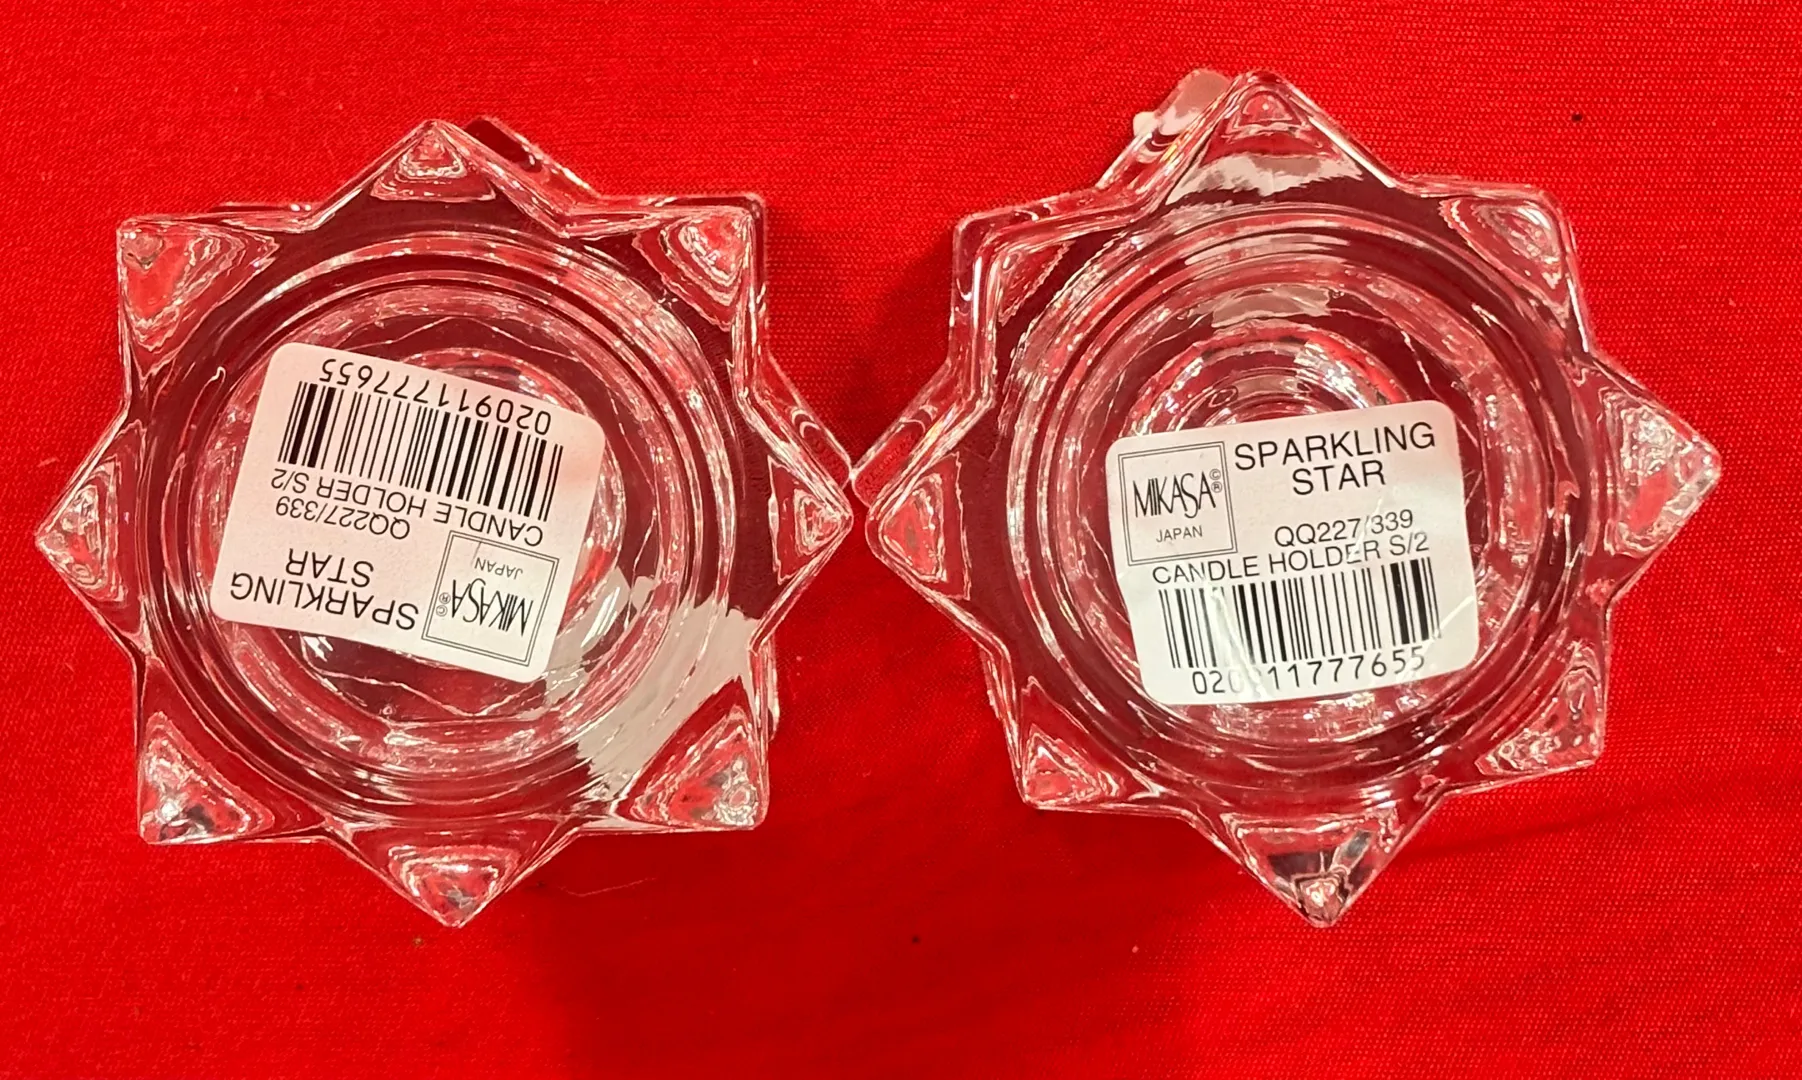 020911777655
CANDLE HOLDER S/2
QQ227/339
SPARKLING
STAR
MIKASA©®
JAPAN
SPARKLING
STAR
MIKASA©®
JAPAN
QQ227/339
CANDLE HOLDER S/2
020911777655